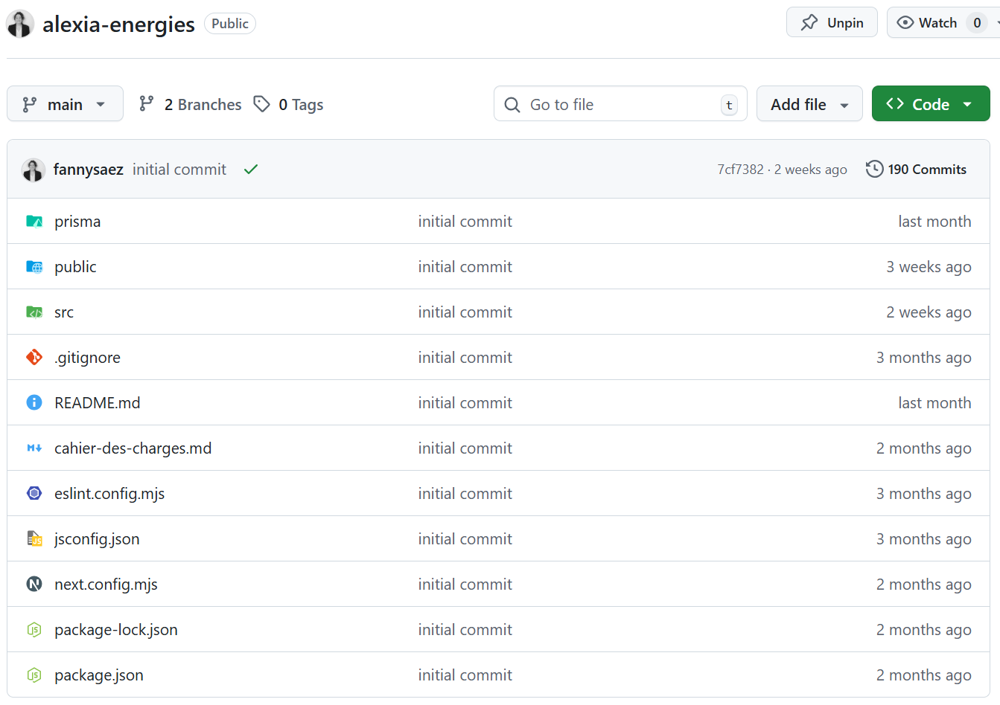 alexia-energies Public Unpin Watch 0
main 2 Branches 0 Tags Go to file t Add file Code
fannysaez initial commit 7cf7382 · 2 weeks ago 190 Commits
prisma initial commit last month
public initial commit 3 weeks ago
src initial commit 2 weeks ago
.gitignore initial commit 3 months ago
README.md initial commit last month
cahier-des-charges.md initial commit 2 months ago
eslint.config.mjs initial commit 3 months ago
jsconfig.json initial commit 3 months ago
next.config.mjs initial commit 2 months ago
package-lock.json initial commit 2 months ago
package.json initial commit 2 months ago